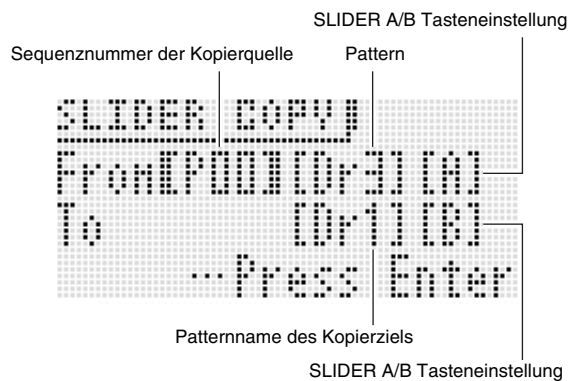 SLIDER A/B Tasteneinstellung
Sequenznummer der Kopierquelle Pattern
SLIDER COPY
From[P00][Dr3][A]
To [Dr1][B]
…Press Enter
Patternname des Kopierziels
SLIDER A/B Tasteneinstellung